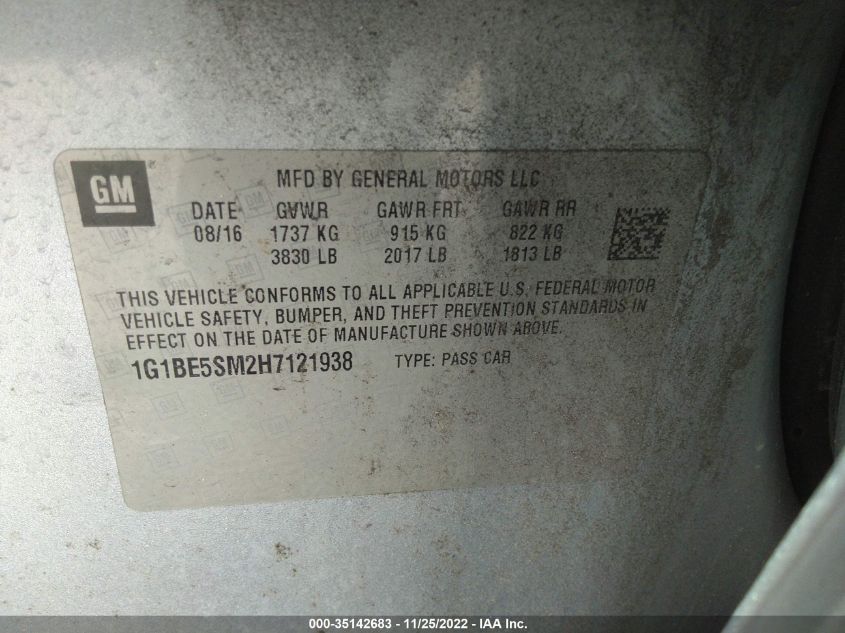 GM
MFD BY GENERAL MOTORS LLC
DATE GVWR GAWR FRT GAWR RR
08/16 1737 KG 915 KG 822 KG
3830 LB 2017 LB 1813 LB
THIS VEHICLE CONFORMS TO ALL APPLICABLE U.S. FEDERAL MOTOR
VEHICLE SAFETY, BUMPER, AND THEFT PREVENTION STANDARDS IN
EFFECT ON THE DATE OF MANUFACTURE SHOWN ABOVE.
1G1BE5SM2H7121938 TYPE: PASS CAR
000-35142683 - 11/25/2022 - IAA Inc.